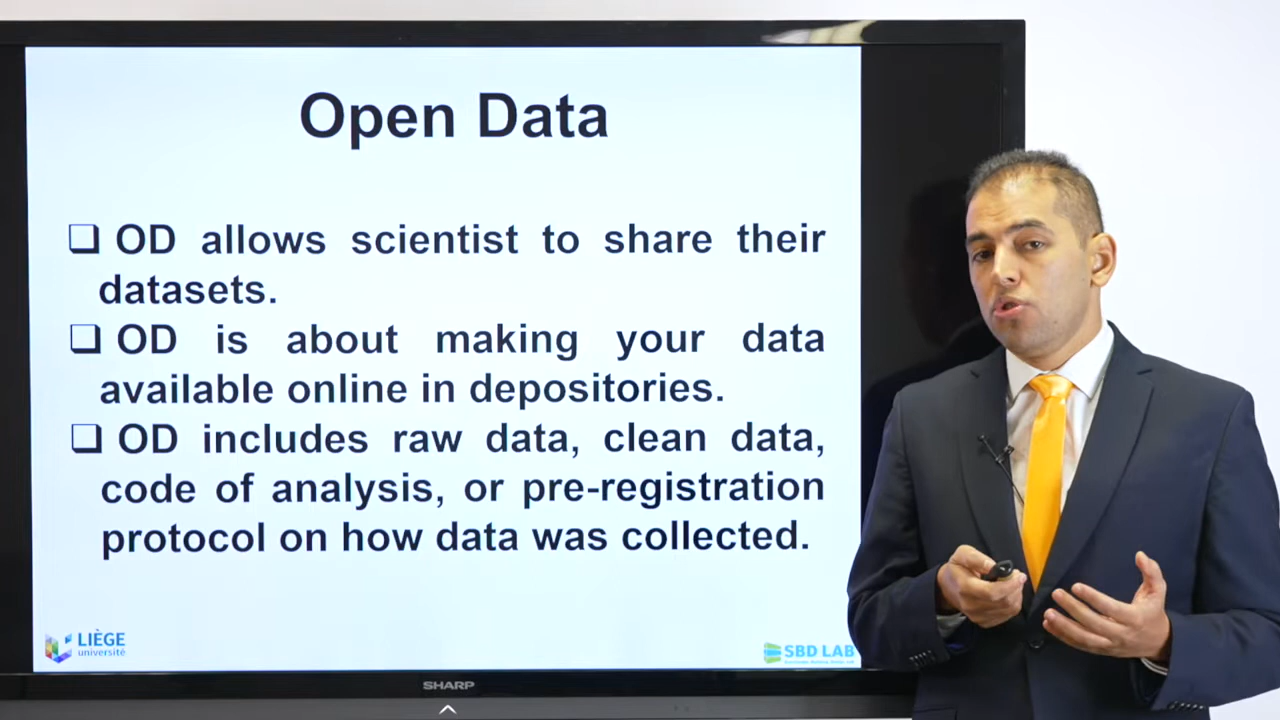 Open Data
❑ OD allows scientist to share their
datasets.
❑ OD is about making your data
available online in depositories.
❑ OD includes raw data, clean data,
code of analysis, or pre-registration
protocol on how data was collected.
LIÈGE
université
SBD LAB
SHARP